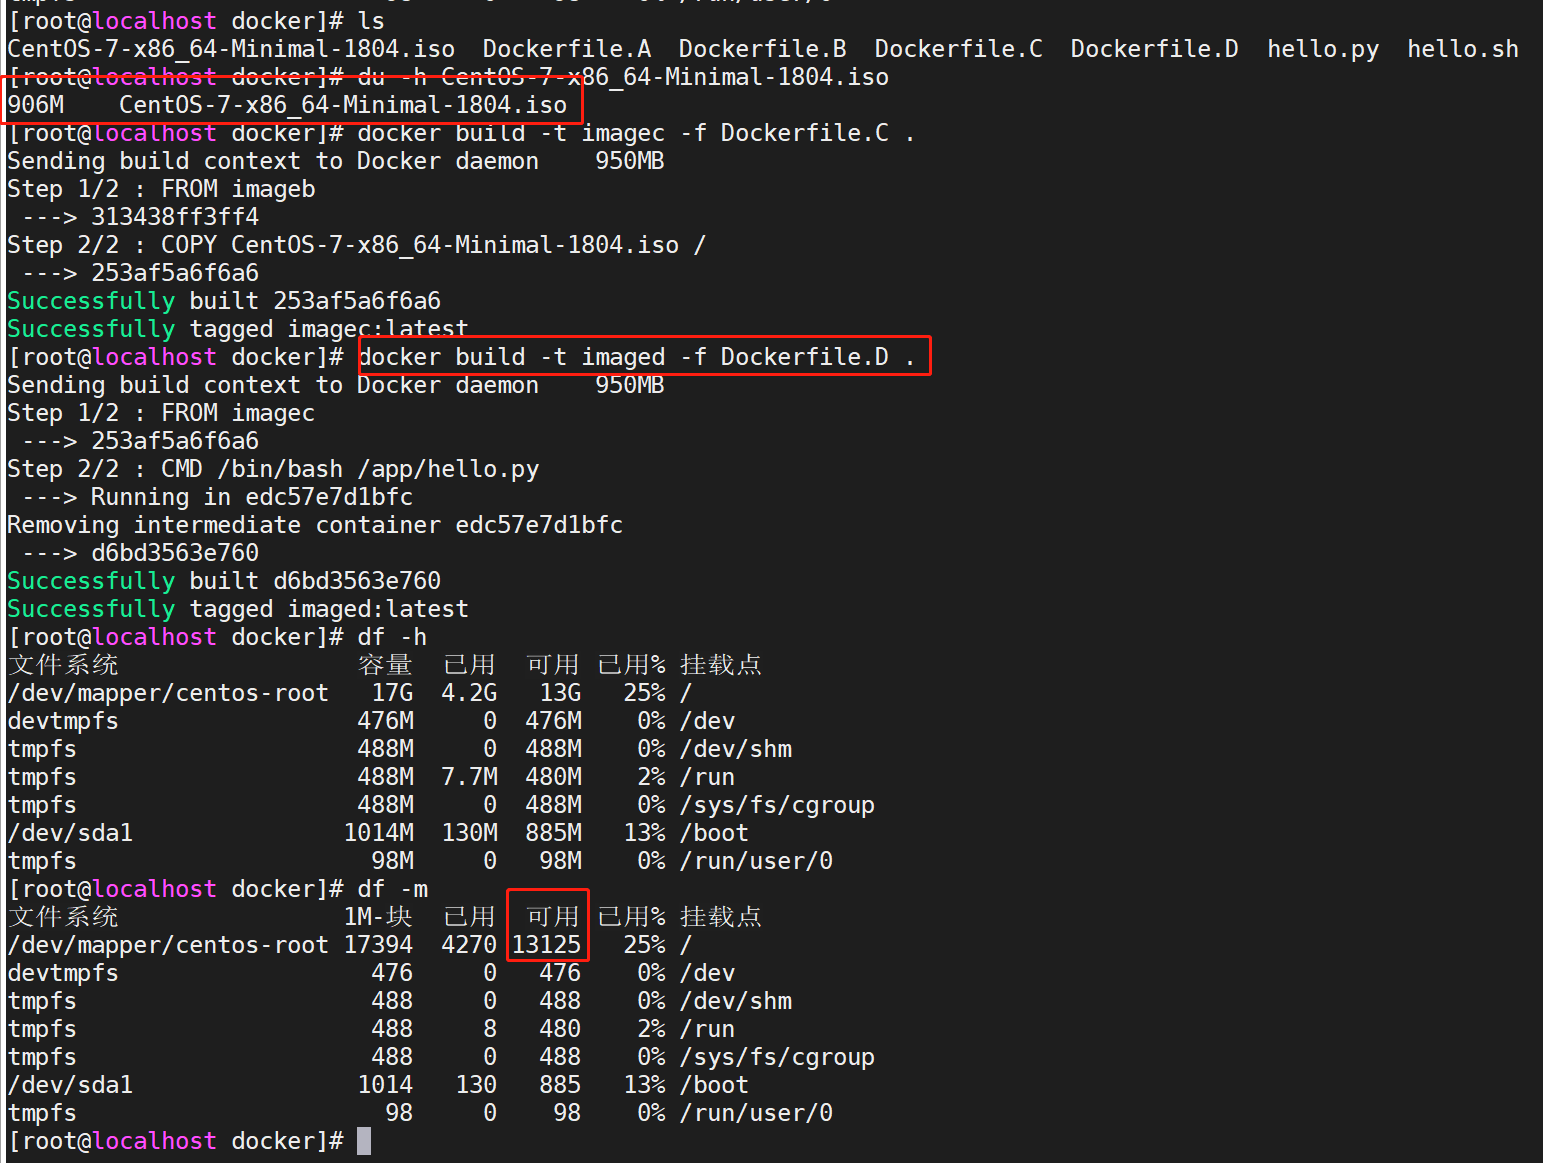 [root@localhost docker]# ls
CentOS-7-x86_64-Minimal-1804.iso  Dockerfile.A  Dockerfile.B  Dockerfile.C  Dockerfile.D  hello.py  hello.sh
[root@localhost docker]# du -h CentOS-7-x86_64-Minimal-1804.iso
906M    CentOS-7-x86_64-Minimal-1804.iso
[root@localhost docker]# docker build -t imagec -f Dockerfile.C .
Sending build context to Docker daemon    950MB
Step 1/2 : FROM imageb
 ---> 313438ff3ff4
Step 2/2 : COPY CentOS-7-x86_64-Minimal-1804.iso /
 ---> 253af5a6f6a6
Successfully built 253af5a6f6a6
Successfully tagged imagec:latest
[root@localhost docker]# docker build -t imaged -f Dockerfile.D .
Sending build context to Docker daemon    950MB
Step 1/2 : FROM imagec
 ---> 253af5a6f6a6
Step 2/2 : CMD /bin/bash /app/hello.py
 ---> Running in edc57e7d1bfc
Removing intermediate container edc57e7d1bfc
 ---> d6bd3563e760
Successfully built d6bd3563e760
Successfully tagged imaged:latest
[root@localhost docker]# df -h
文件系统                 容量  已用  可用 已用% 挂载点
/dev/mapper/centos-root   17G  4.2G   13G   25% /
devtmpfs                 476M     0  476M    0% /dev
tmpfs                    488M     0  488M    0% /dev/shm
tmpfs                    488M  7.7M  480M    2% /run
tmpfs                    488M     0  488M    0% /sys/fs/cgroup
/dev/sda1               1014M  130M  885M   13% /boot
tmpfs                     98M     0   98M    0% /run/user/0
[root@localhost docker]# df -m
文件系统                1M-块  已用  可用 已用% 挂载点
/dev/mapper/centos-root 17394  4270 13125   25% /
devtmpfs                  476     0   476    0% /dev
tmpfs                     488     0   488    0% /dev/shm
tmpfs                     488     8   480    2% /run
tmpfs                     488     0   488    0% /sys/fs/cgroup
/dev/sda1                1014   130   885   13% /boot
tmpfs                      98     0    98    0% /run/user/0
[root@localhost docker]#